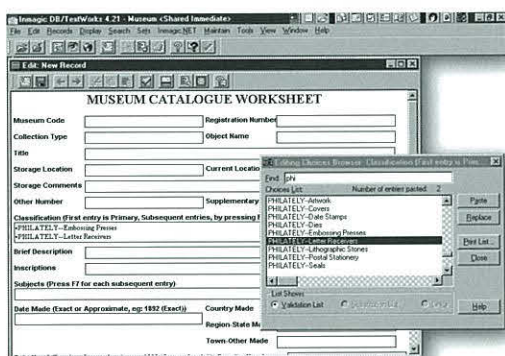 Inmagic DB/TestWorks 4.21 - Museum <Shared Immediate>
File Edit Records Display Search Sets Inmagic.NET Maintain Tools View Window Help
Edit: New Record
MUSEUM CATALOGUE WORKSHEET
Museum Code Registration Number
Collection Type Object Name
Title
Storage Location Current Location
Storage Comments
Other Number Supplementary
Classification (First entry is Primary, Subsequent entries, by pressing F
•PHILATELY--Embossing Presses
•PHILATELY--Letter Receivers
Brief Description
Inscriptions
Subjects (Press F7 for each subsequent entry)
Date Made (Exact or Approximate, eg: 1892 (Exact)) Country Made
Region-State Ma
Town-Other Made
Editing Choices Browser: Classification (First entry is Prim...
Find: phi
Choices List: Number of entries pasted: 2
PHILATELY--Artwork
PHILATELY--Covers
PHILATELY--Date Stamps
PHILATELY--Dies
PHILATELY--Embossing Presses
PHILATELY--Letter Receivers
PHILATELY--Lithographic Stones
PHILATELY--Postal Stationery
PHILATELY--Seals
Paste
Replace
Print List...
Close
List Shows
Validation List
Help